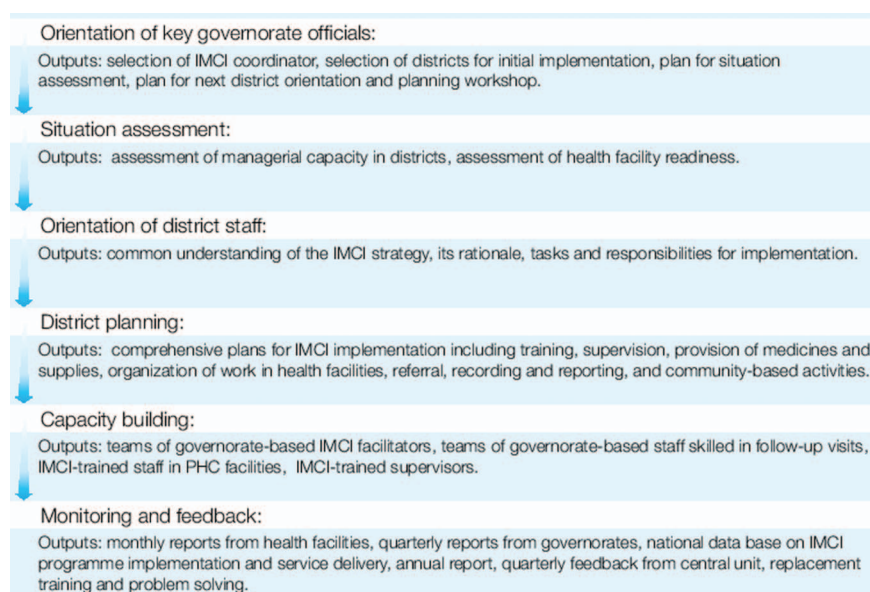 Orientation of key governorate officials:
Outputs: selection of IMCI coordinator, selection of districts for initial implementation, plan for situation
assessment, plan for next district orientation and planning workshop.
Situation assessment:
Outputs: assessment of managerial capacity in districts, assessment of health facility readiness.
Orientation of district staff:
Outputs: common understanding of the IMCI strategy, its rationale, tasks and responsibilities for implementation.
District planning:
Outputs: comprehensive plans for IMCI implementation including training, supervision, provision of medicines and
supplies, organization of work in health facilities, referral, recording and reporting, and community-based activities.
Capacity building:
Outputs: teams of governorate-based IMCI facilitators, teams of governorate-based staff skilled in follow-up visits,
IMCI-trained staff in PHC facilities, IMCI-trained supervisors.
Monitoring and feedback:
Outputs: monthly reports from health facilities, quarterly reports from governorates, national data base on IMCI
programme implementation and service delivery, annual report, quarterly feedback from central unit, replacement
training and problem solving.